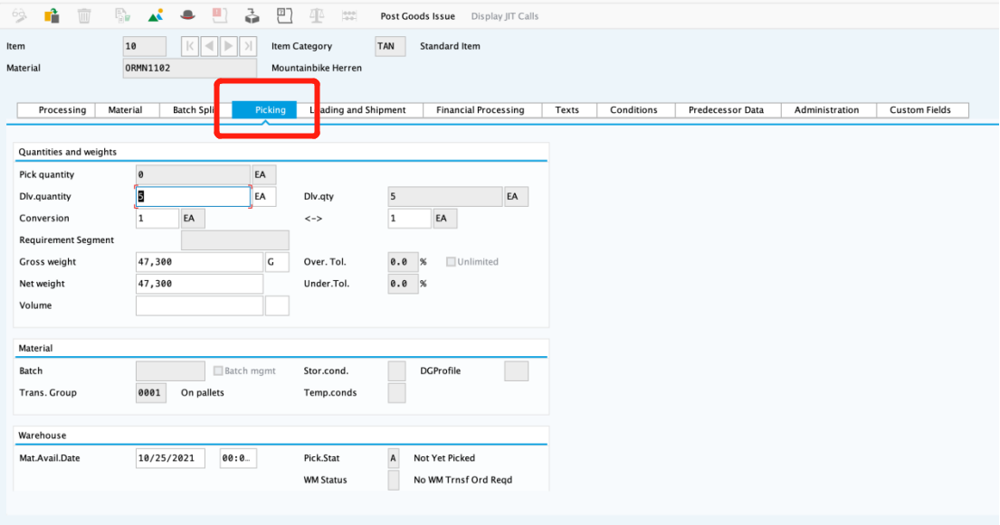 Post Goods Issue Display JIT Calls
Item 10 Item Category TAN Standard Item
Material ORMN1102 Mountainbike Herren
Processing Material Batch Spli Picking ading and Shipment Financial Processing Texts Conditions Predecessor Data Administration Custom Fields
Quantities and weights
Pick quantity 0 EA
Dlv.quantity 5 EA Dlv.qty 5 EA
Conversion 1 EA <-> 1 EA
Requirement Segment
Gross weight 47,300 G Over. Tol. 0.0 % Unlimited
Net weight 47,300 Under.Tol. 0.0 %
Volume
Material
Batch Batch mgmt Stor.cond. DGProfile
Trans. Group 0001 On pallets Temp.conds
Warehouse
Mat.Avail.Date 10/25/2021 00:0… Pick.Stat A Not Yet Picked
WM Status No WM Trnsf Ord Reqd